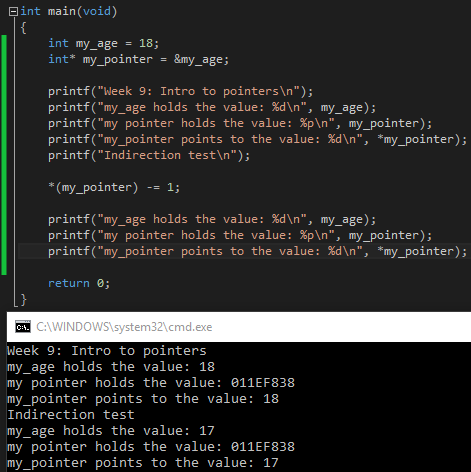 int main(void)
{
int my_age = 18;
int* my_pointer = &my_age;
printf("Week 9: Intro to pointers\n");
printf("my_age holds the value: %d\n", my_age);
printf("my pointer holds the value: %p\n", my_pointer);
printf("my_pointer points to the value: %d\n", *my_pointer);
printf("Indirection test\n");
*(my_pointer) -= 1;
printf("my_age holds the value: %d\n", my_age);
printf("my pointer holds the value: %p\n", my_pointer);
printf("my_pointer points to the value: %d\n", *my_pointer);
return 0;
}
C:\WINDOWS\system32\cmd.exe
Week 9: Intro to pointers
my_age holds the value: 18
my pointer holds the value: 011EF838
my_pointer points to the value: 18
Indirection test
my_age holds the value: 17
my pointer holds the value: 011EF838
my_pointer points to the value: 17